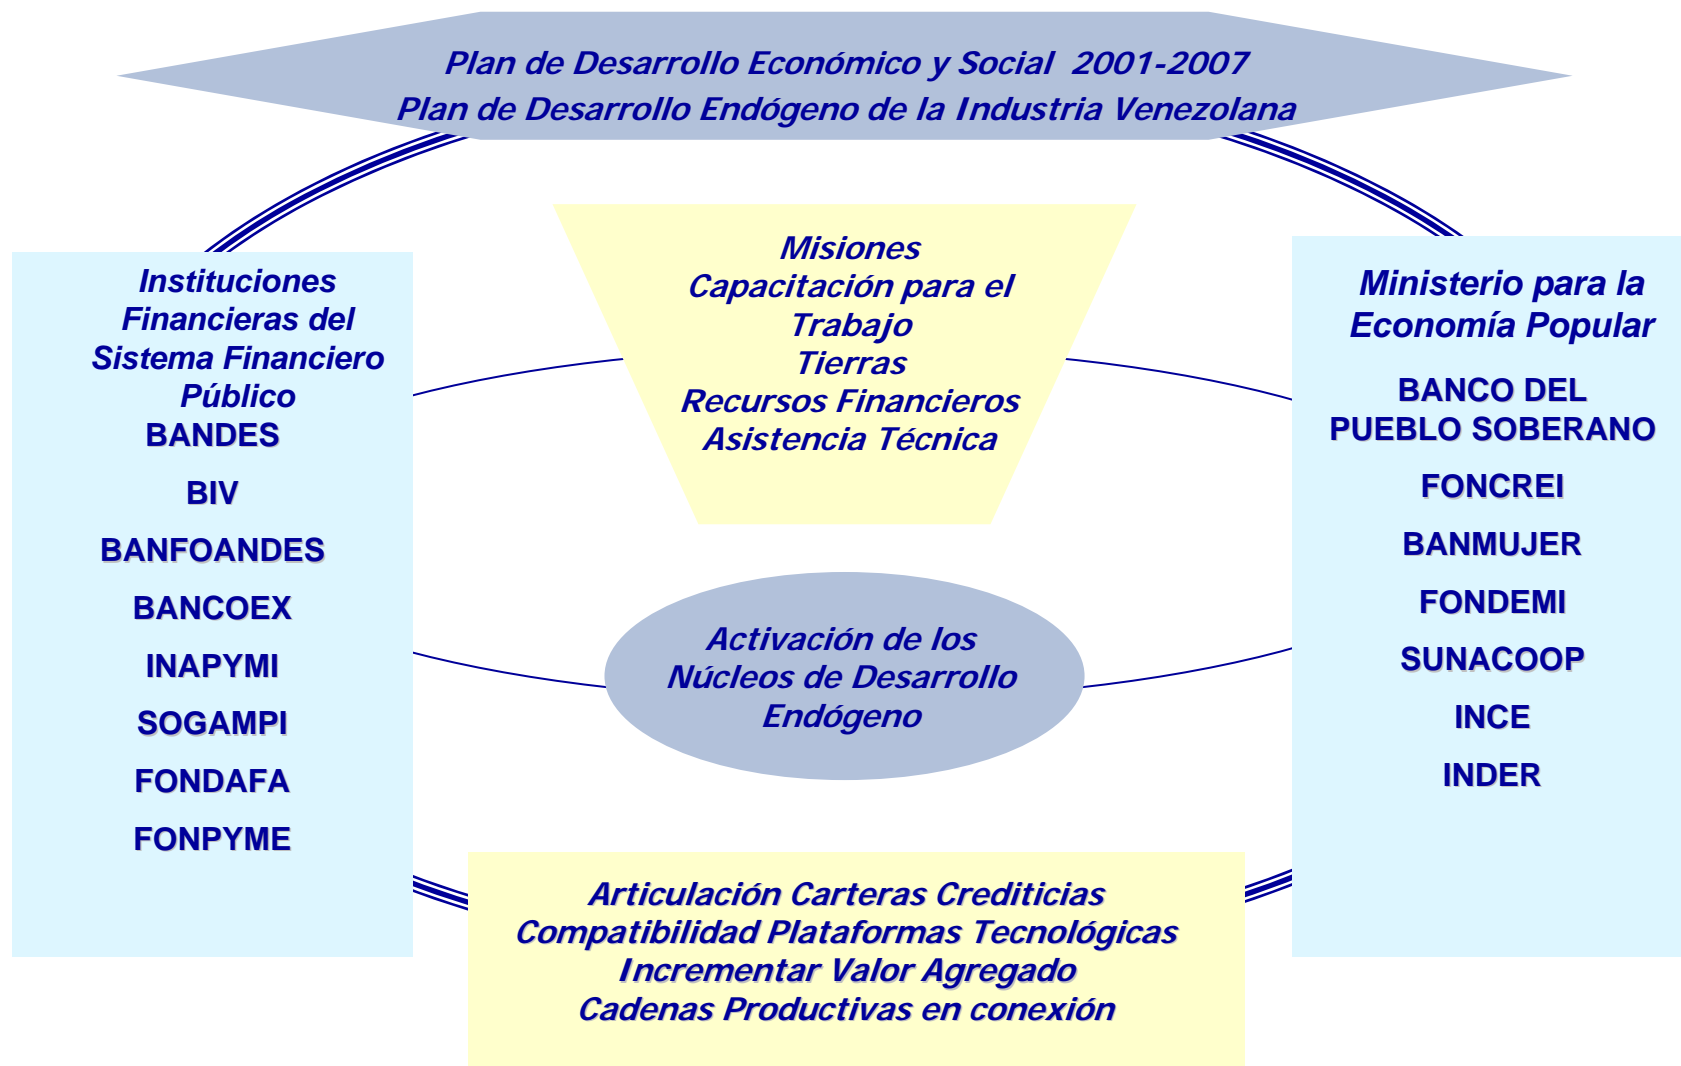 Plan de Desarrollo Económico y Social 2001-2007
Plan de Desarrollo Endógeno de la Industria Venezolana
Instituciones
Financieras del
Sistema Financiero
Público
BANDES
BIV
BANFOANDES
BANCOEX
INAPYMI
SOGAMPI
FONDAFA
FONPYME
Misiones
Capacitación para el
Trabajo
Tierras
Recursos Financieros
Asistencia Técnica
Activación de los
Núcleos de Desarrollo
Endógeno
Ministerio para la
Economía Popular
BANCO DEL
PUEBLO SOBERANO
FONCREI
BANMUJER
FONDEMI
SUNACOOP
INCE
INDER
Articulación Carteras Crediticias
Compatibilidad Plataformas Tecnológicas
Incrementar Valor Agregado
Cadenas Productivas en conexión